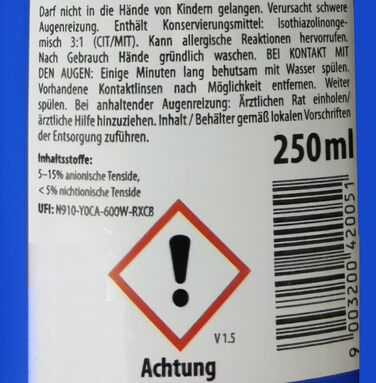 Darf nicht in die Hände von Kindern gelangen. Verursacht schwere
Augenreizung. Enthält Konservierungsmittel: Isothiazolinonge-
misch 3:1 (CIT/MIT). Kann allergische Reaktionen hervorrufen.
Nach Gebrauch Hände gründlich waschen. BEI KONTAKT MIT
DEN AUGEN: Einige Minuten lang behutsam mit Wasser spülen.
Vorhandene Kontaktlinsen nach Möglichkeit entfernen. Weiter
spülen. Bei anhaltender Augenreizung: Ärztlichen Rat einholen/
ärztliche Hilfe hinzuziehen. Inhalt / Behälter gemäß lokalen Vorschriften
der Entsorgung zuführen.
250ml
Inhaltsstoffe:
5-15% anionische Tenside,
< 5% nichtionische Tenside
UFI: N910-Y0CA-600W-RXCB
V 1.5
Achtung
9 003200 420051